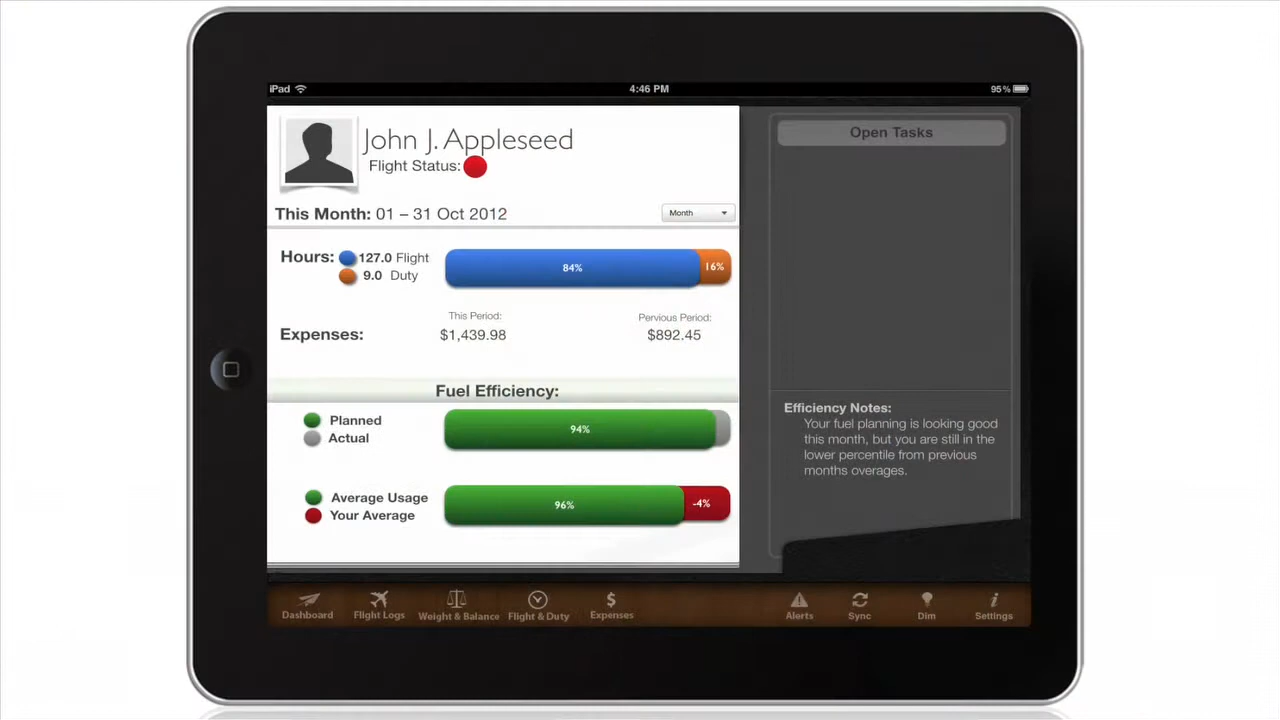 iPad
4:46 PM
95%
John J. Appleseed
Flight Status:
This Month: 01 – 31 Oct 2012
Month
Hours:
127.0 Flight
9.0 Duty
84%
16%
Expenses:
This Period:
$1,439.98
Pervious Period:
$892.45
Fuel Efficiency:
Planned
Actual
94%
Average Usage
Your Average
96%
-4%
Open Tasks
Efficiency Notes:
Your fuel planning is looking good
this month, but you are still in the
lower percentile from previous
months overages.
Dashboard
Flight Logs
Weight & Balance
Flight & Duty
Expenses
Alerts
Sync
Dim
Settings